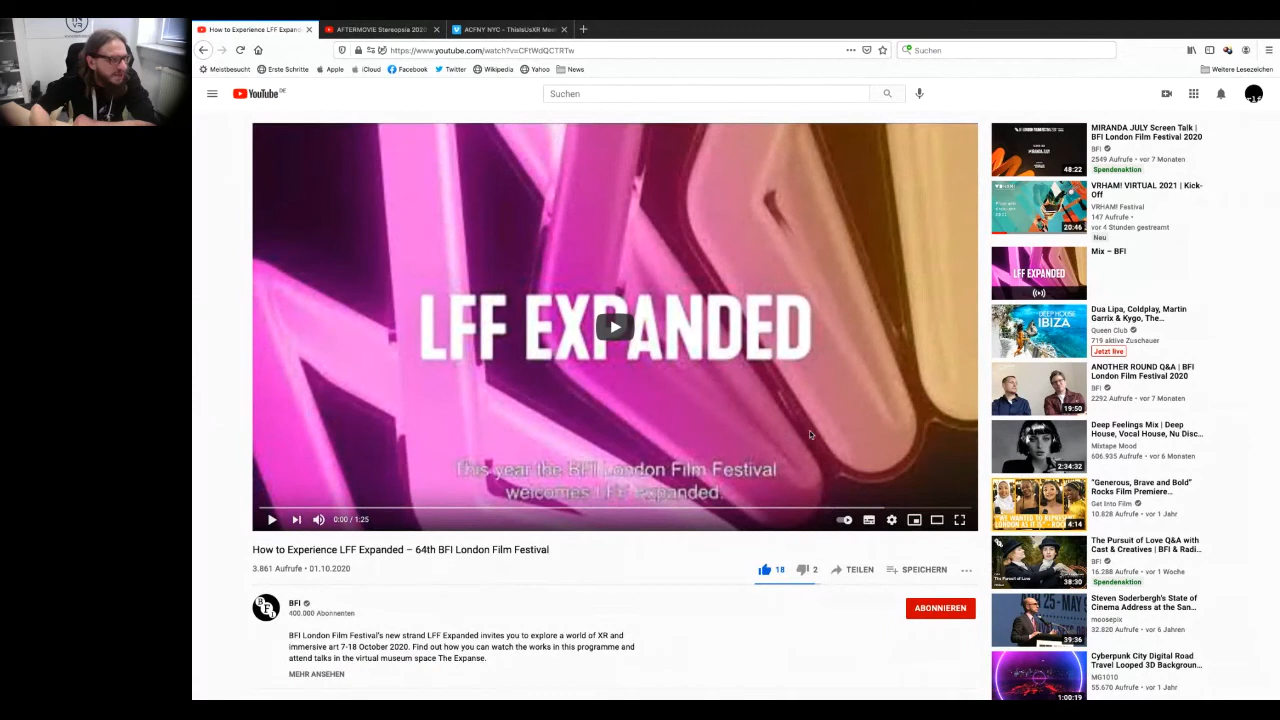 How to Experience LFF Expand
AFTERMOVIE Stereopsia 2020
ACFNY NYC - ThisIsUsXR Mee
https://www.youtube.com/watch?v=CFtWdQCTRTw
Suchen
Meistbesucht
Erste Schritte
Apple
iCloud
Facebook
Twitter
Wikipedia
Yahoo
News
Weitere Lesezeichen
YouTube DE
Suchen
LFF EXPANDED
This year the BFI London Film Festival
welcomes LFF Expanded.
0:00 / 1:25
How to Experience LFF Expanded – 64th BFI London Film Festival
3.861 Aufrufe • 01.10.2020
18
2
TEILEN
SPEICHERN
BFI
400.000 Abonnenten
ABONNIEREN
BFI London Film Festival's new strand LFF Expanded invites you to explore a world of XR and
immersive art 7-18 October 2020. Find out how you can watch the works in this programme and
attend talks in the virtual museum space The Expanse.
MEHR ANSEHEN
MIRANDA JULY Screen Talk |
BFI London Film Festival 2020
BFI
2549 Aufrufe • vor 7 Monaten
Spendenaktion
48:22
VRHAM! VIRTUAL 2021 | Kick-
Off
VRHAM! Festival
147 Aufrufe •
vor 4 Stunden gestreamt
Neu
20:46
Mix – BFI
LFF EXPANDED
Dua Lipa, Coldplay, Martin
Garrix & Kygo, The...
Queen Club
719 aktive Zuschauer
Jetzt live
DEEP HOUSE
IBIZA
ANOTHER ROUND Q&A | BFI
London Film Festival 2020
BFI
2292 Aufrufe • vor 7 Monaten
19:50
Deep Feelings Mix | Deep
House, Vocal House, Nu Disc...
Mixtape Mood
606.935 Aufrufe • vor 6 Monaten
2:34:32
"Generous, Brave and Bold"
Rocks Film Premiere...
Get Into Film
10.828 Aufrufe • vor 1 Jahr
4:14
The Pursuit of Love Q&A with
Cast & Creatives | BFI & Radi...
BFI
16.288 Aufrufe • vor 1 Woche
Spendenaktion
38:30
Steven Soderbergh's State of
Cinema Address at the San...
moosepix
32.820 Aufrufe • vor 6 Jahren
39:36
Cyberpunk City Digital Road
Travel Looped 3D Backgroun...
MG1010
55.670 Aufrufe • vor 1 Jahr
1:00:19